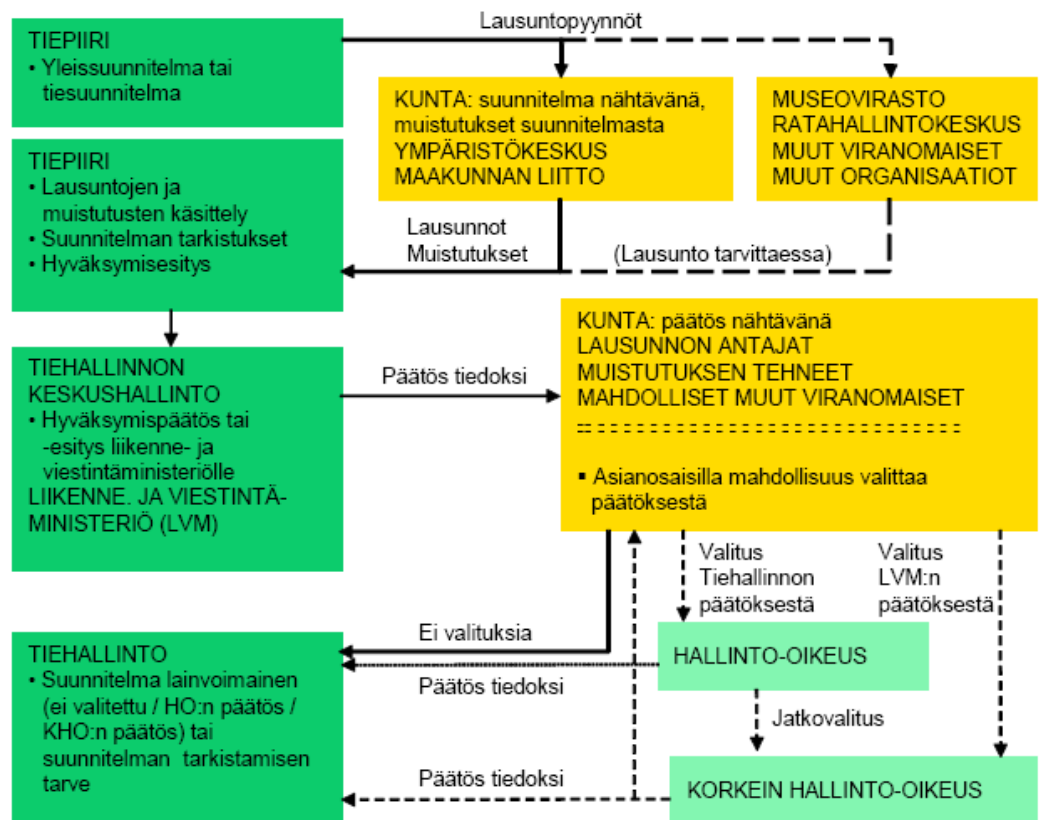 Lausuntopyynnöt
TIEPIIRI
• Yleissuunnitelma tai
tiesuunnitelma
KUNTA: suunnitelma nähtävänä,
muistutukset suunnitelmasta
YMPÄRISTÖKESKUS
MAAKUNNAN LIITTO
MUSEOVIRASTO
RATAHALLINTOKESKUS
MUUT VIRANOMAISET
MUUT ORGANISAATIOT
TIEPIIRI
• Lausuntojen ja
muistutusten käsittely
• Suunnitelman tarkistukset
• Hyväksymisesitys
Lausunnot
Muistutukset
(Lausunto tarvittaessa)
TIEHALLINNON
KESKUSHALLINTO
• Hyväksymispäätös tai
-esitys liikenne- ja
viestintäministeriölle
LIIKENNE. JA VIESTINTÄ-
MINISTERIÖ (LVM)
Päätös tiedoksi
KUNTA: päätös nähtävänä
LAUSUNNON ANTAJAT
MUISTUTUKSEN TEHNEET
MAHDOLLISET MUUT VIRANOMAISET
▪ Asianosaisilla mahdollisuus valittaa
päätöksestä
Valitus
Tiehallinnon
päätöksestä
Valitus
LVM:n
päätöksestä
Ei valituksia
TIEHALLINTO
• Suunnitelma lainvoimainen
(ei valitettu / HO:n päätös /
KHO:n päätös) tai
suunnitelman tarkistamisen
tarve
HALLINTO-OIKEUS
Päätös tiedoksi
Jatkovalitus
Päätös tiedoksi
KORKEIN HALLINTO-OIKEUS